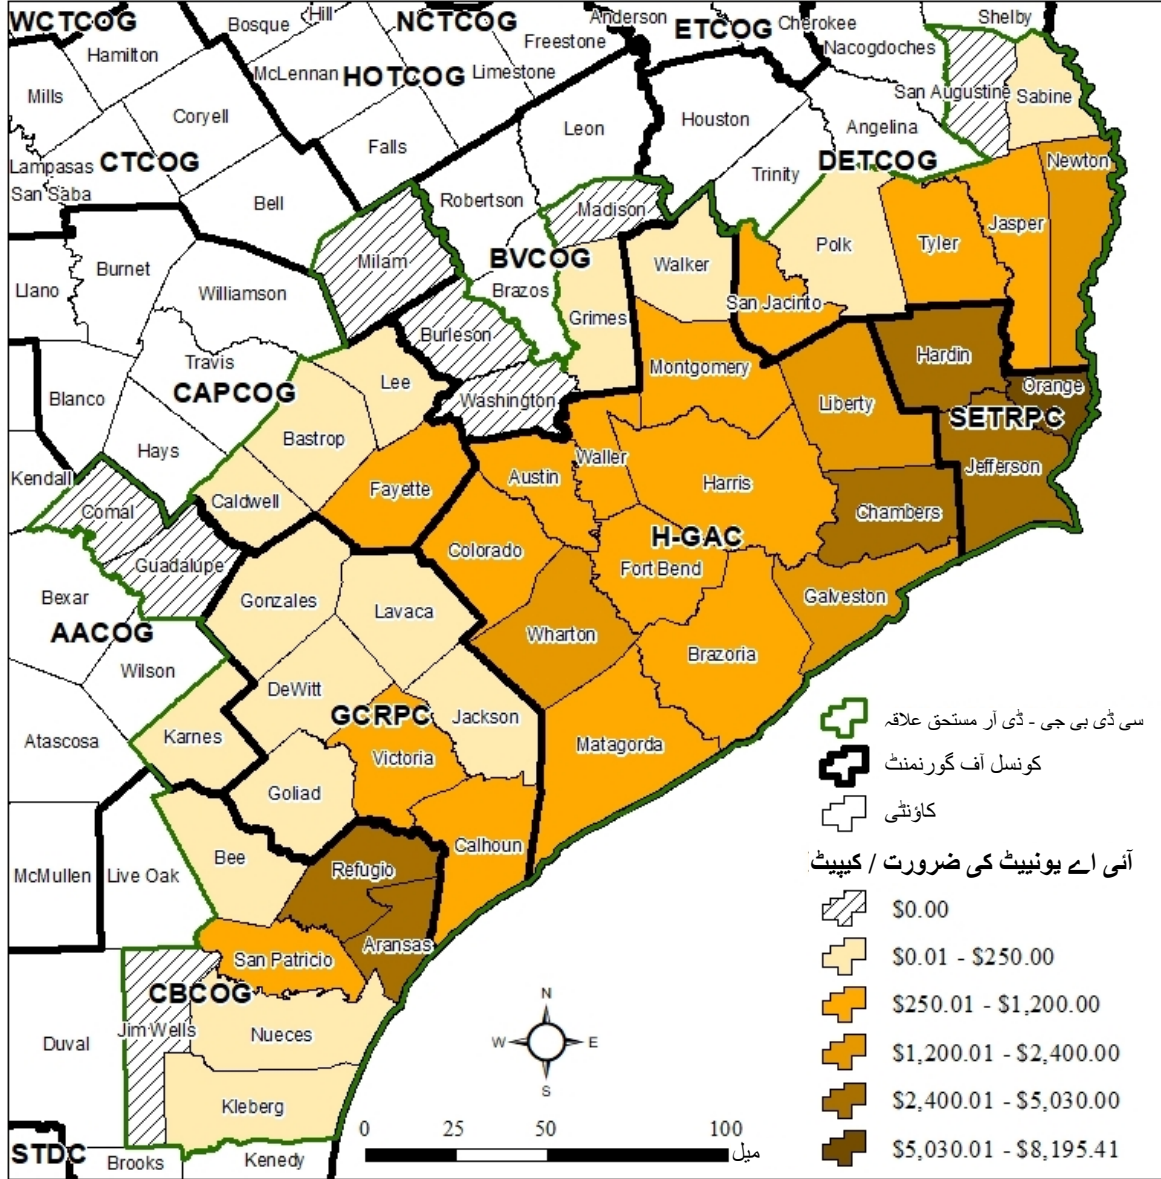 WCTCOG
Bosque
Hill
NCTCOG
Anderson
ETCOG
Cherokee
Shelby
Hamilton
Freestone
Nacogdoches
McLennan
HOTCOG
Limestone
Mills
San Augustine
Sabine
Coryell
Leon
Houston
Angelina
Falls
Lampasas
CTCOG
DETCOG
Newton
San Saba
Trinity
Bell
Robertson
Madison
Jasper
Polk
Tyler
Milam
BVCOG
Walker
Burnet
Llano
Williamson
Brazos
San Jacinto
Grimes
Burleson
Travis
Hardin
Montgomery
Lee
Orange
CAPCOG
Blanco
Washington
Liberty
SETRPC
Bastrop
Hays
Waller
Jefferson
Kendall
Austin
Harris
Fayette
Caldwell
Comal
Chambers
H-GAC
Colorado
Guadalupe
Fort Bend
Bexar
Gonzales
Galveston
Lavaca
AACOG
Wharton
Brazoria
Wilson
DeWitt
GCRPC
Jackson
Karnes
Atascosa
Matagorda
Victoria
Goliad
Calhoun
Bee
Refugio
McMullen
Live Oak
Aransas
San Patricio
CBCOG
Jim Wells
Nueces
Duval
Kleberg
STDC
Brooks
Kenedy
N
W
E
S
0 25 50 100
میل
سی ڈی بی جی - ڈی آر مستحق علاقہ
کونسل آف گورنمنٹ
کاؤنٹی
آئی اے یونییٹ کی ضرورت / کیپیٹ
$0.00
$0.01 - $250.00
$250.01 - $1,200.00
$1,200.01 - $2,400.00
$2,400.01 - $5,030.00
$5,030.01 - $8,195.41